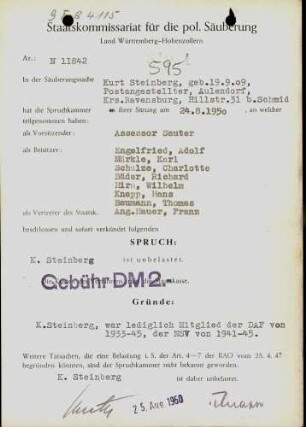 Staatskommissariat für die pol. Säuberung
Land Württemberg-Hohenzollern
Nr.: N 11842
595
In der Säuberungssache Kurt Steinberg, geb.19.9.09,
Postangestellter, Aulendorf,
Krs.Ravensburg, Hillstr.31 b.Schmid
hat die Spruchkammer in ihrer Sitzung am 24.8.1950 an welcher
teilgenommen haben:
als Vorsitzender: Assessor Sauter
als Beisitzer: Engelfried, Adolf
Märkle, Karl
Schulze, Charlotte
Bäder, Richard
Hirn, Wilhelm
Knapp, Hans
Baumann, Thomas
als Vertreter des Staatsk. Ang.Hauer, Franz
beschlossen und sofort verkündet folgenden
SPRUCH:
K. Steinberg ist unbelastet.
Gebühr DM 2.-
Gründe:
K.Steinberg, war lediglich Mitglied der DAF von
1933-45, der NSV von 1941-45.
Weitere Tatsachen, die eine Belastung i. S. der Art. 4-7 der RAO vom 25. 4. 47
begründen können, sind der Spruchkammer nicht bekannt geworden.
K. Steinberg ist daher unbelastet.
25. Aug 1950